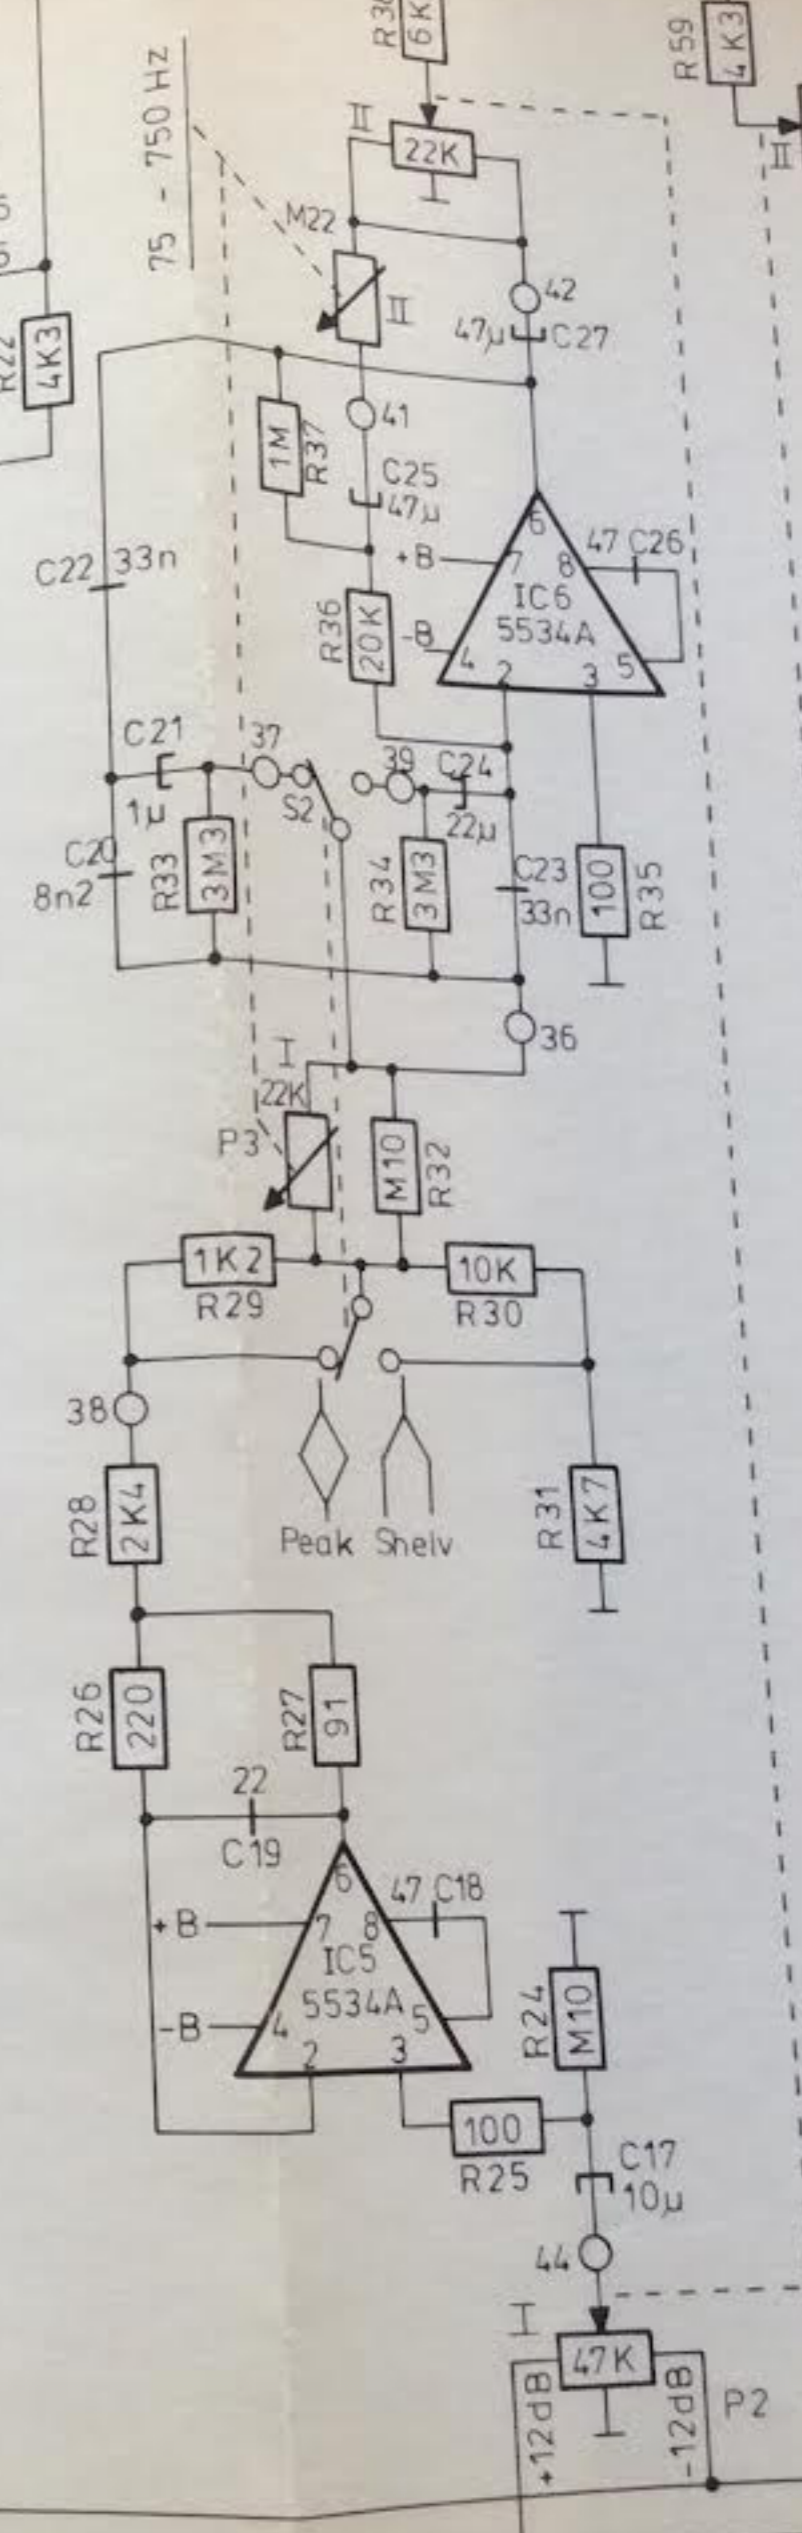 R59
4K3
II
II
22K
75 - 750 Hz
M22
II
42
47µ
C27
R22
4K3
41
1M
R37
C25
47µ
6
+B
7
8
47
C26
IC6
5534A
C22
33n
R36
20K
-B
4
2
3
5
C21
37
39
C24
1µ
S2
22µ
C20
8n2
R33
3M3
R34
3M3
C23
33n
100
R35
36
I
22K
P3
M10
R32
1K2
R29
10K
R30
38
R28
2K4
Peak
Shelv
R31
4K7
R26
220
R27
91
22
C19
6
47
C18
+B
7
8
IC5
5534A
-B
4
5
2
3
R24
M10
100
R25
C17
10µ
44
I
47K
+12dB
-12dB
P2